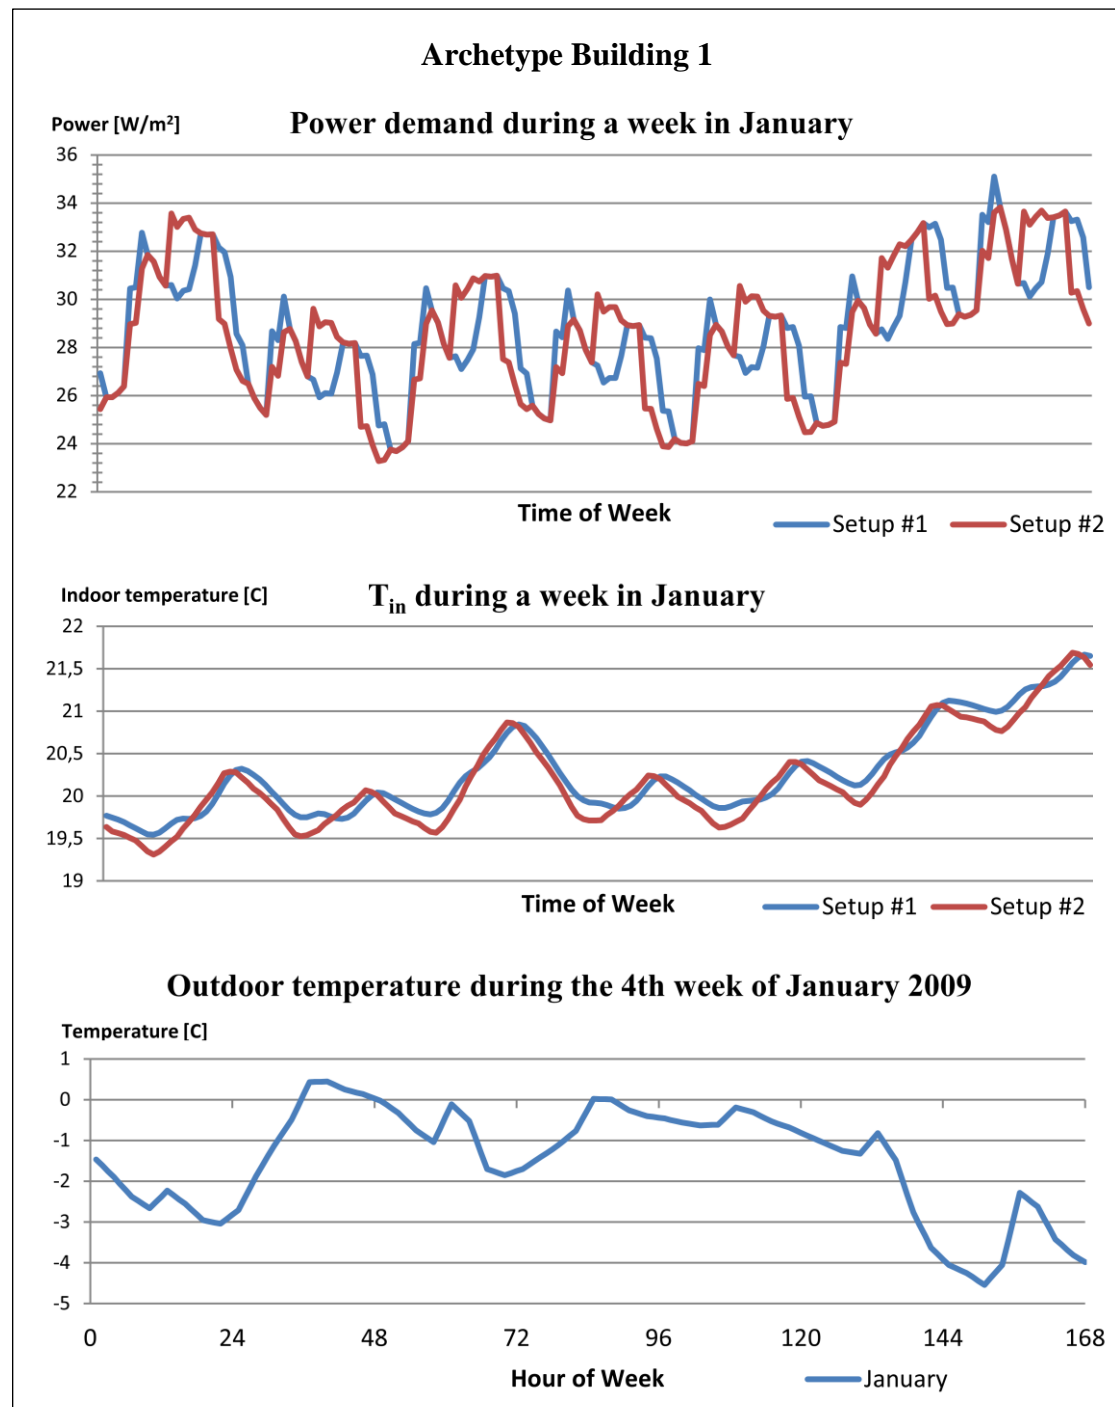 Archetype Building 1
Power [W/m²]
Power demand during a week in January
36
34
32
30
28
26
24
22
Time of Week
Setup #1
Setup #2
Indoor temperature [C]
Tin during a week in January
22
21,5
21
20,5
20
19,5
19
Time of Week
Setup #1
Setup #2
Outdoor temperature during the 4th week of January 2009
Temperature [C]
1
0
-1
-2
-3
-4
-5
0 24 48 72 96 120 144 168
Hour of Week
January